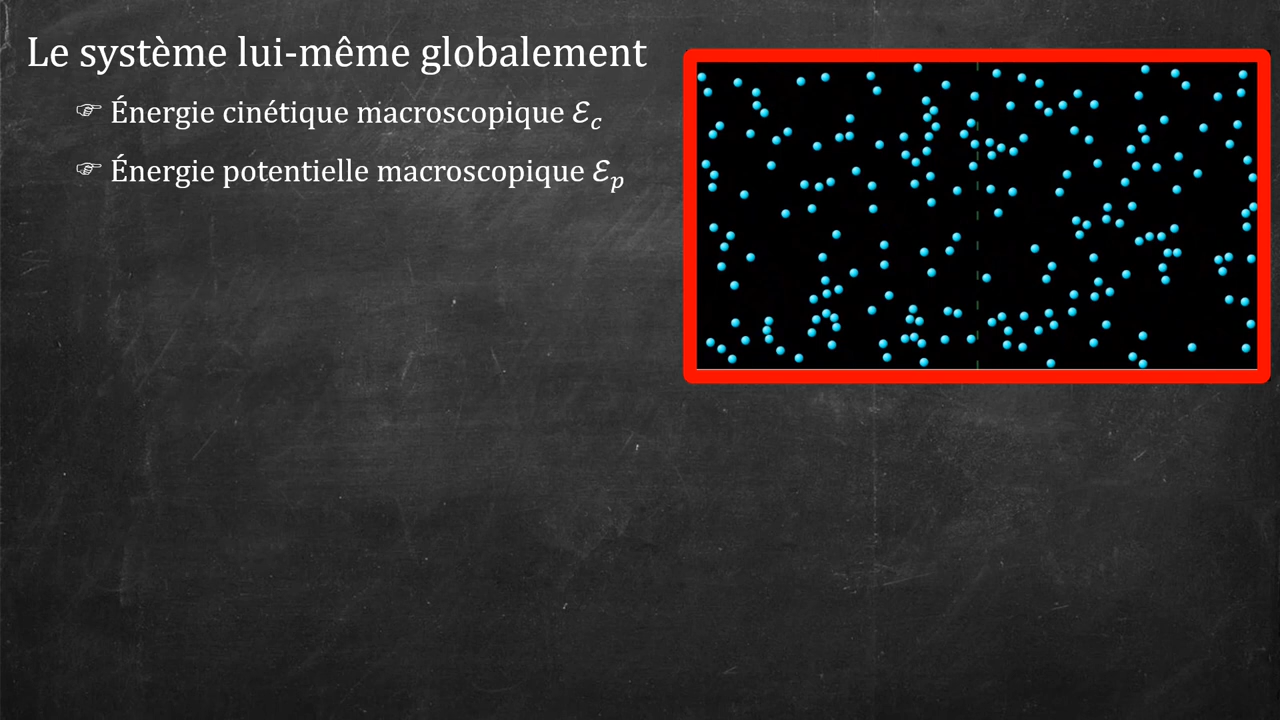 Le système lui-même globalement
☞ Énergie cinétique macroscopique ℰc
☞ Énergie potentielle macroscopique ℰp